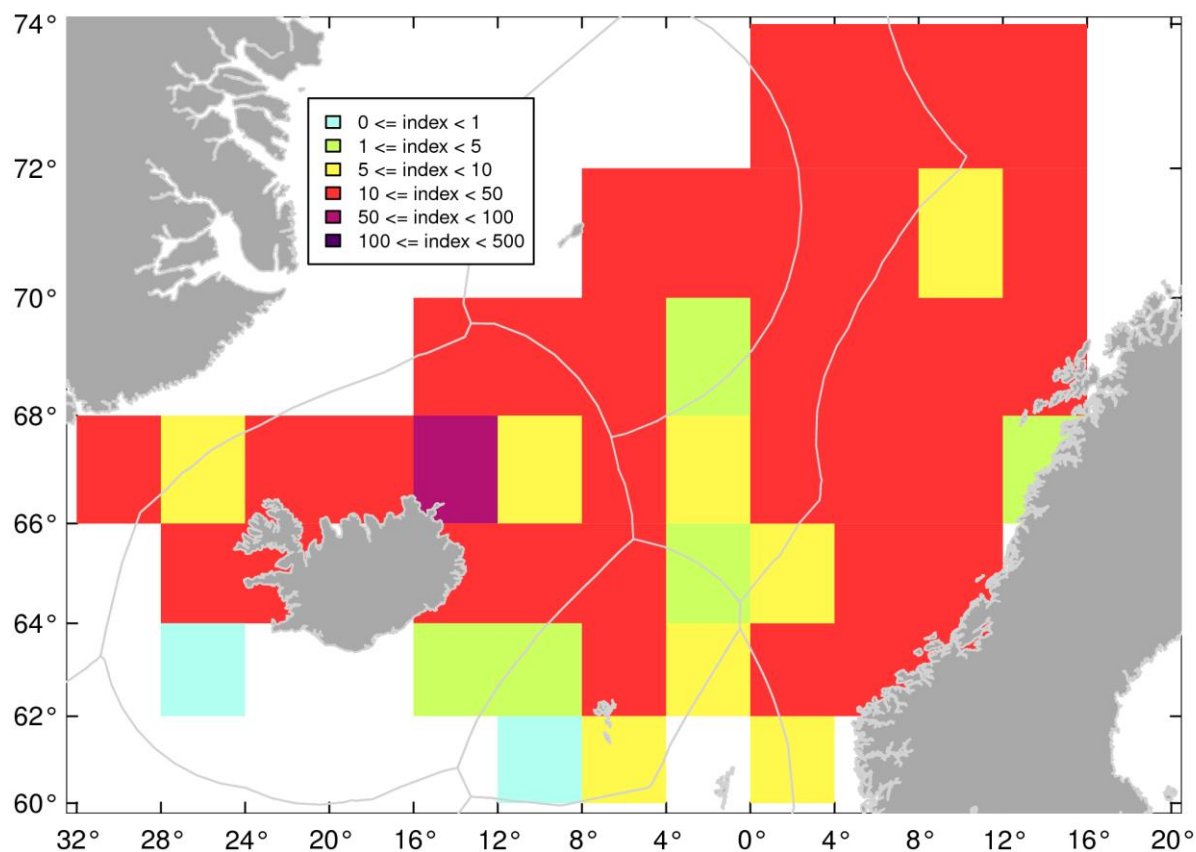 74°
72°
70°
68°
66°
64°
62°
60°
0 <= index < 1
1 <= index < 5
5 <= index < 10
10 <= index < 50
50 <= index < 100
100 <= index < 500
32° 28° 24° 20° 16° 12° 8° 4° 0° 4° 8° 12° 16° 20°